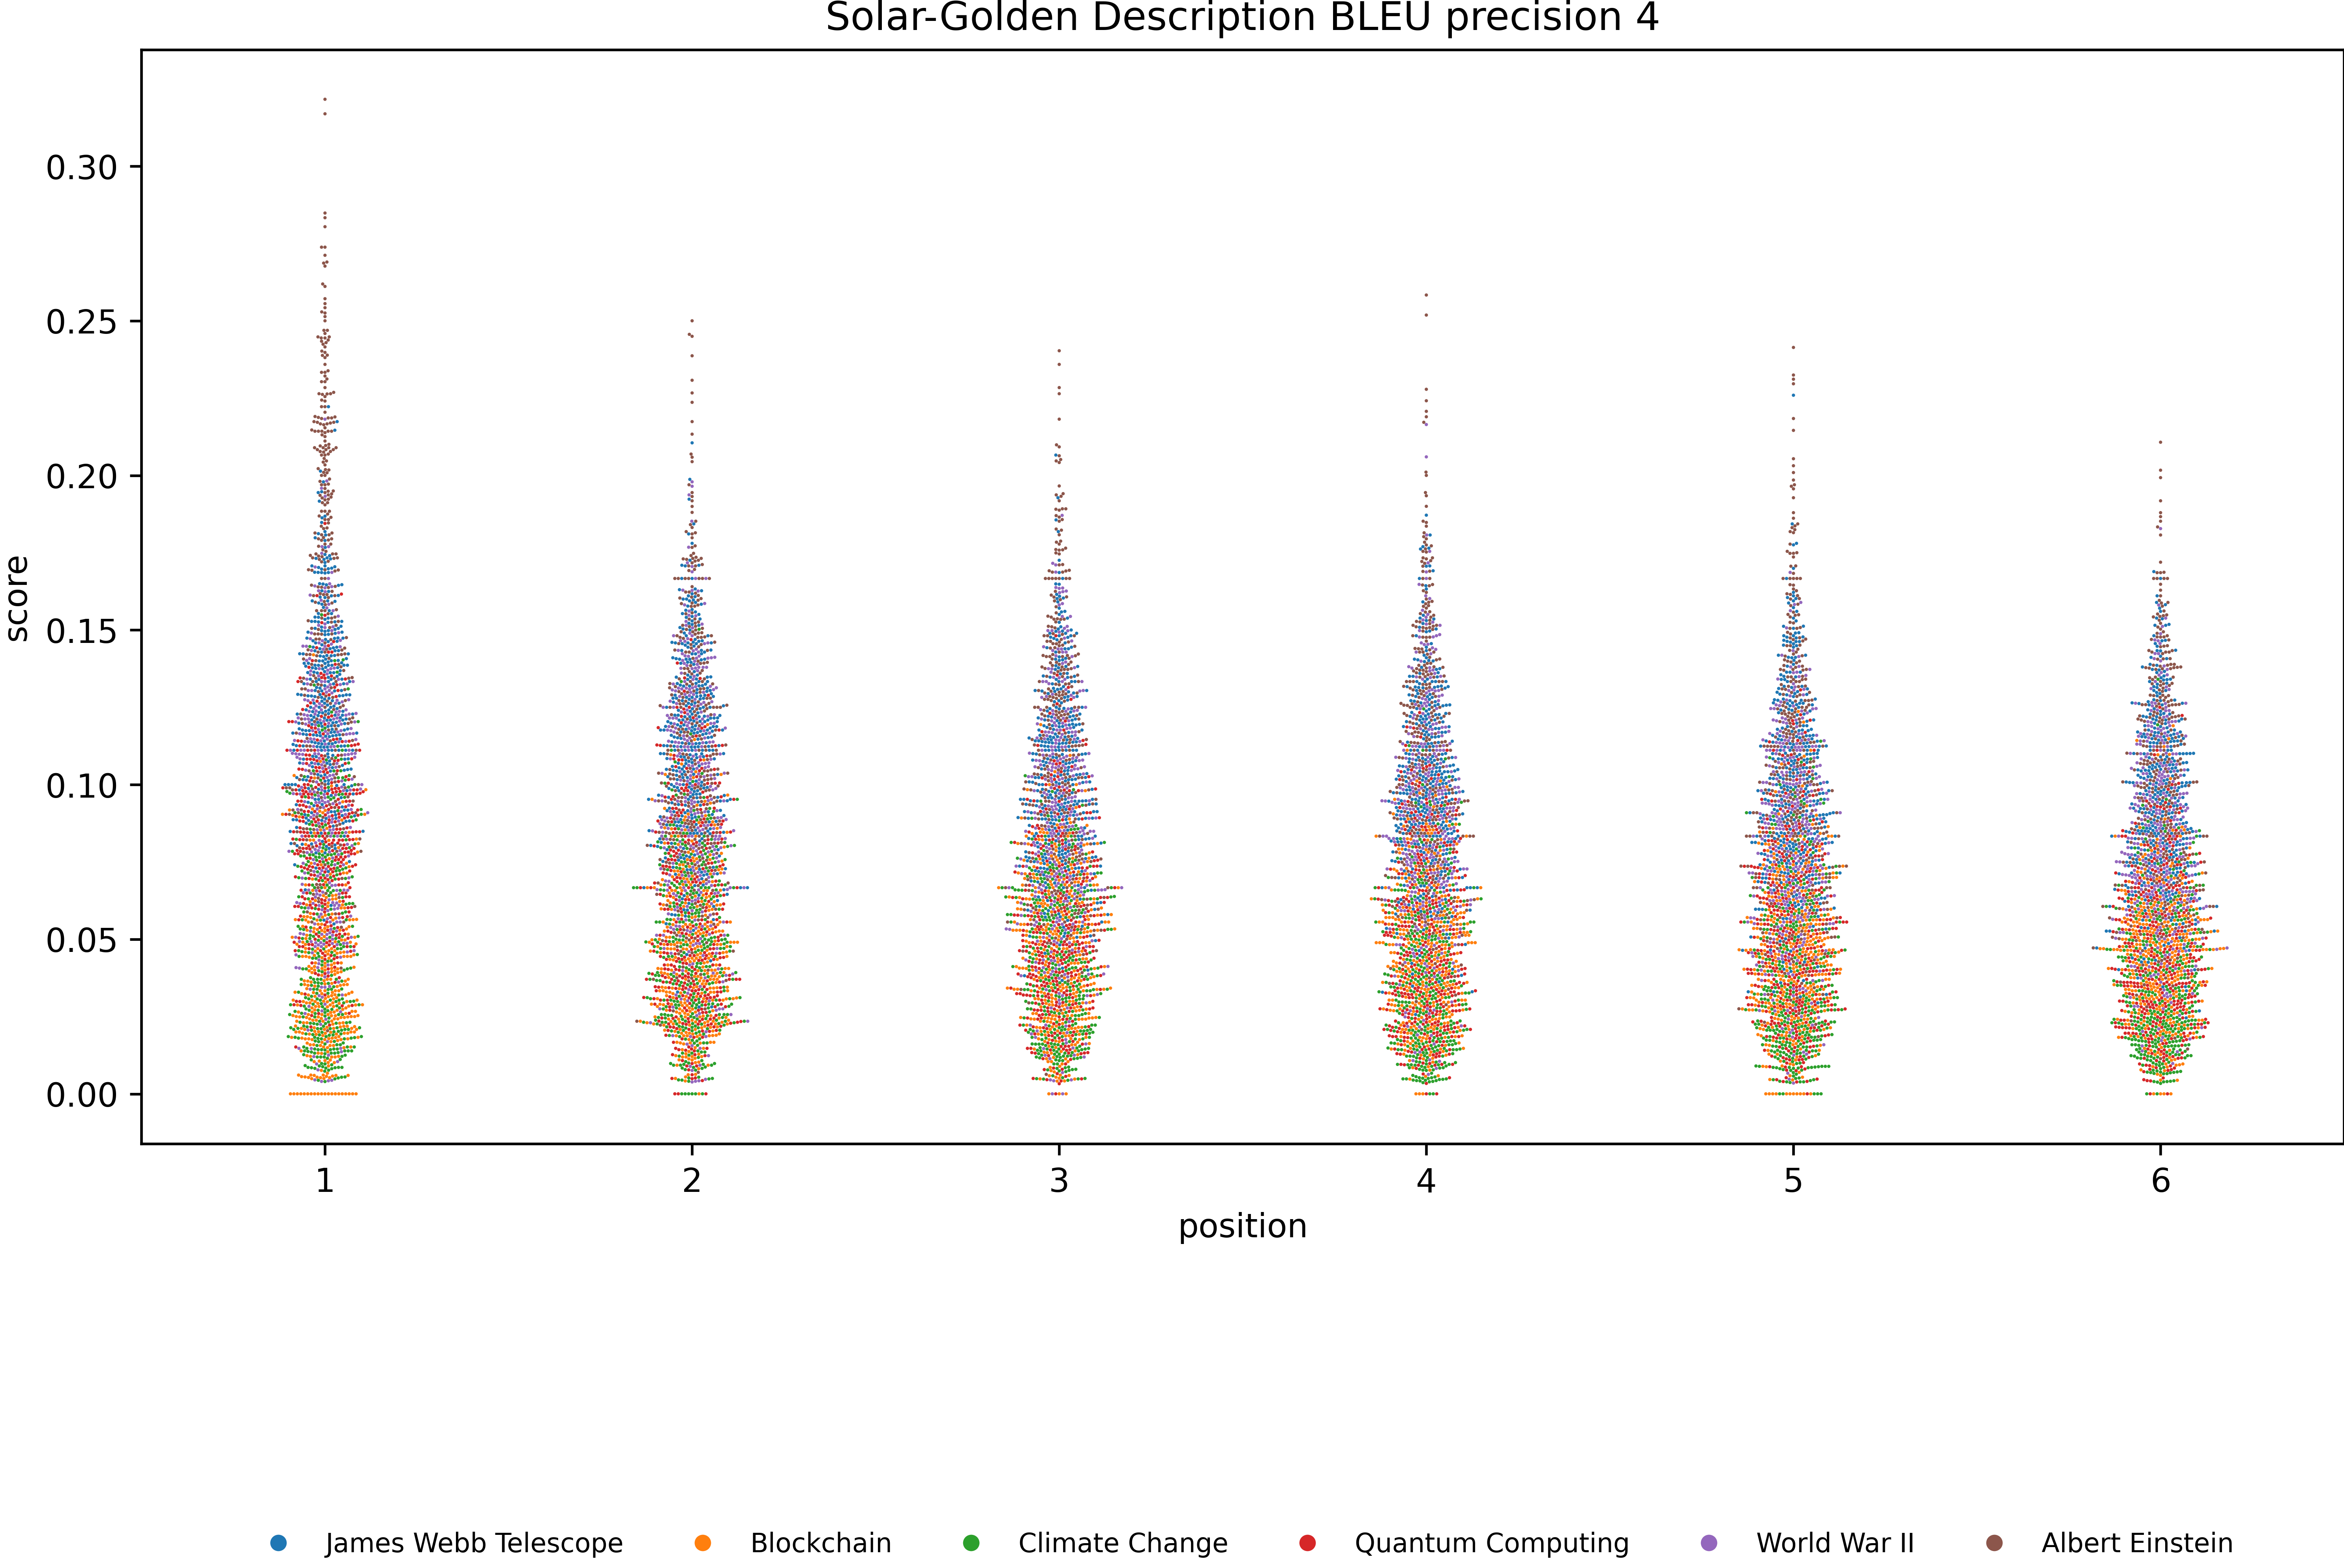 Solar-Golden Description BLEU precision 4
score
0.30
0.25
0.20
0.15
0.10
0.05
0.00
1 2 3 4 5 6
position
James Webb Telescope Blockchain Climate Change Quantum Computing World War II Albert Einstein